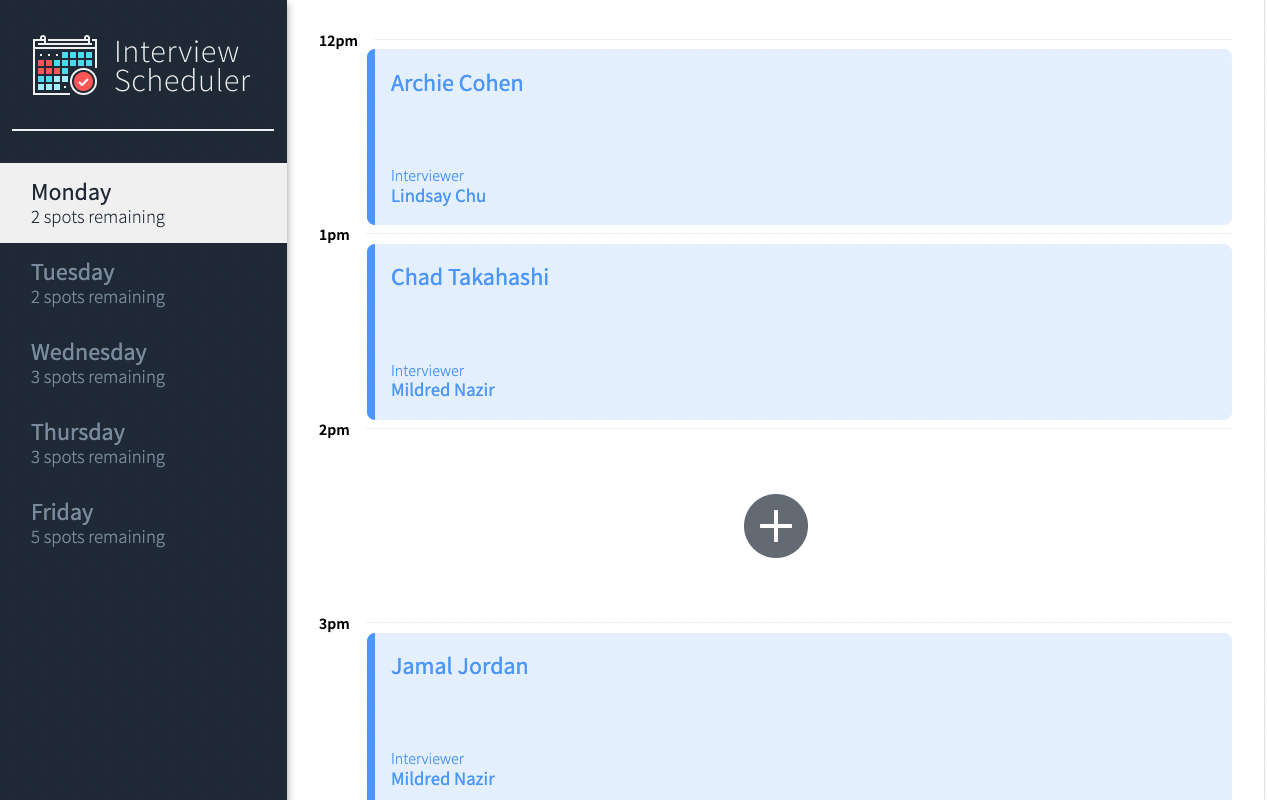 Interview
Scheduler
Monday
2 spots remaining
Tuesday
2 spots remaining
Wednesday
3 spots remaining
Thursday
3 spots remaining
Friday
5 spots remaining
12pm
Archie Cohen
Interviewer
Lindsay Chu
1pm
Chad Takahashi
Interviewer
Mildred Nazir
2pm
3pm
Jamal Jordan
Interviewer
Mildred Nazir